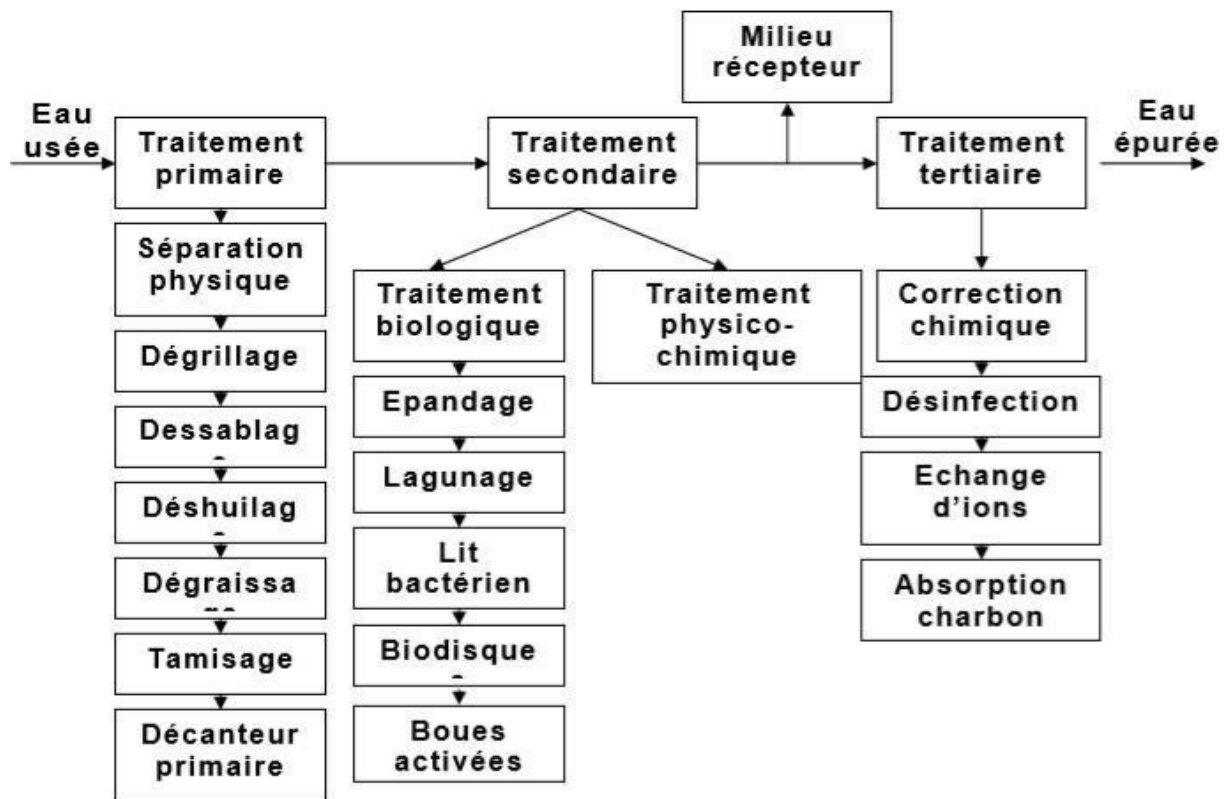 Milieu
récepteur
Eau
usée
Traitement
primaire
Traitement
secondaire
Traitement
tertiaire
Eau
épurée
Séparation
physique
Dégrillage
Dessablag
Déshuilag
Dégraissa
Tamisage
Décanteur
primaire
Traitement
biologique
Epandage
Lagunage
Lit
bactérien
Biodisque
Boues
activées
Traitement
physico-
chimique
Correction
chimique
Désinfection
Echange
d’ions
Absorption
charbon